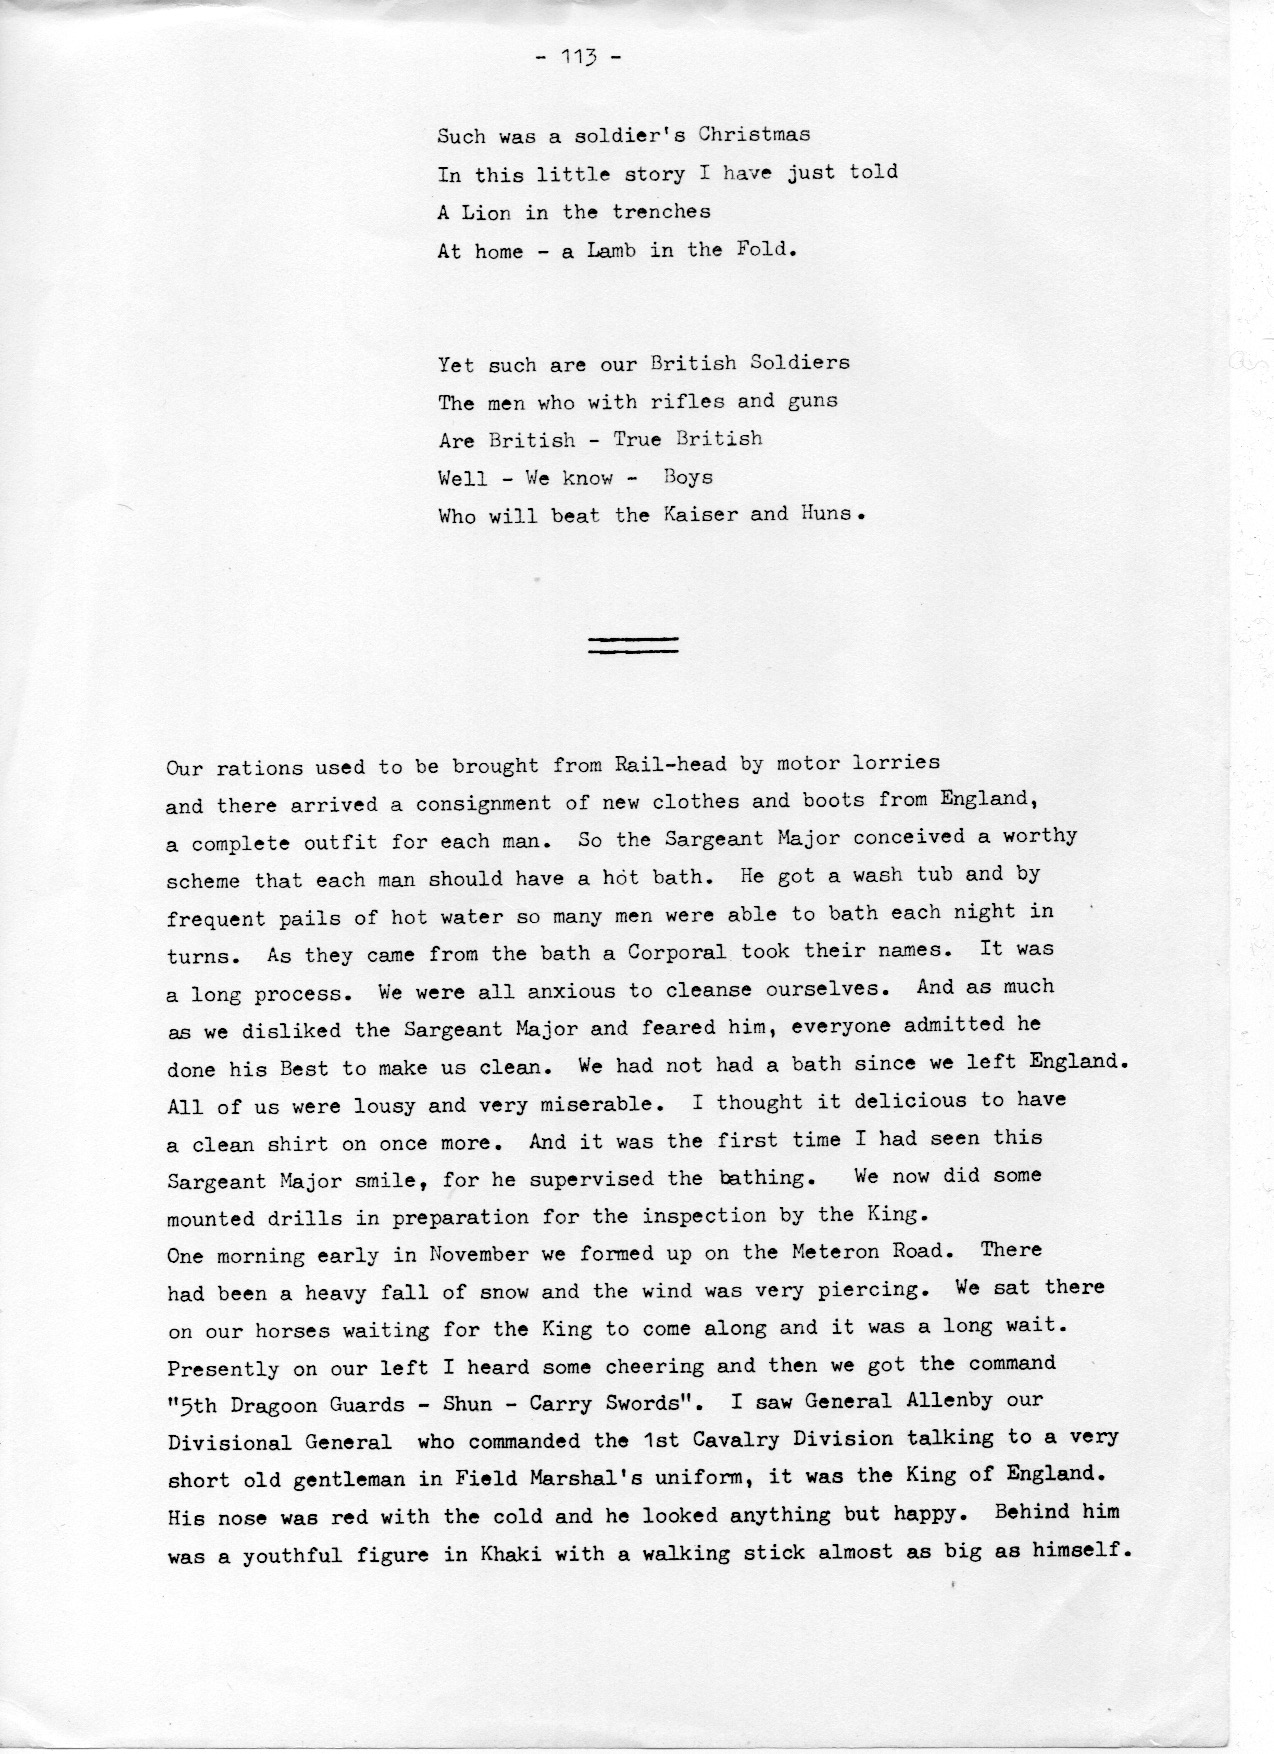 - 113 -
Such was a soldier's Christmas
In this little story I have just told
A Lion in the trenches
At home - a Lamb in the Fold.
Yet such are our British Soldiers
The men who with rifles and guns
Are British - True British
Well - We know - Boys
Who will beat the Kaiser and Huns.
Our rations used to be brought from Rail-head by motor lorries
and there arrived a consignment of new clothes and boots from England,
a complete outfit for each man. So the Sargeant Major conceived a worthy
scheme that each man should have a hot bath. He got a wash tub and by
frequent pails of hot water so many men were able to bath each night in
turns. As they came from the bath a Corporal took their names. It was
a long process. We were all anxious to cleanse ourselves. And as much
as we disliked the Sargeant Major and feared him, everyone admitted he
done his Best to make us clean. We had not had a bath since we left England.
All of us were lousy and very miserable. I thought it delicious to have
a clean shirt on once more. And it was the first time I had seen this
Sargeant Major smile, for he supervised the bathing. We now did some
mounted drills in preparation for the inspection by the King.
One morning early in November we formed up on the Meteron Road. There
had been a heavy fall of snow and the wind was very piercing. We sat there
on our horses waiting for the King to come along and it was a long wait.
Presently on our left I heard some cheering and then we got the command
"5th Dragoon Guards - Shun - Carry Swords". I saw General Allenby our
Divisional General who commanded the 1st Cavalry Division talking to a very
short old gentleman in Field Marshal's uniform, it was the King of England.
His nose was red with the cold and he looked anything but happy. Behind him
was a youthful figure in Khaki with a walking stick almost as big as himself.